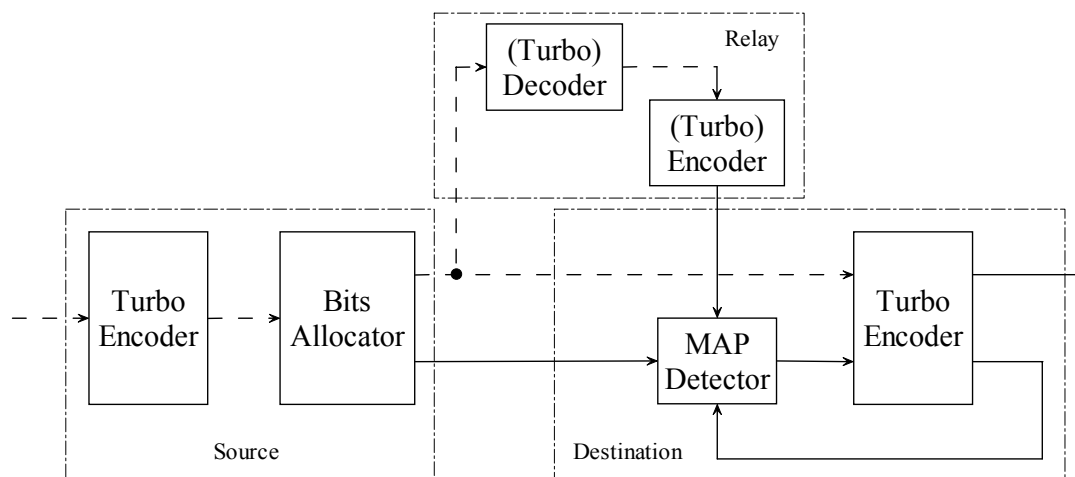 (Turbo)
Decoder
Relay
(Turbo)
Encoder
Turbo
Encoder
Bits
Allocator
MAP
Detector
Turbo
Encoder
Source
Destination